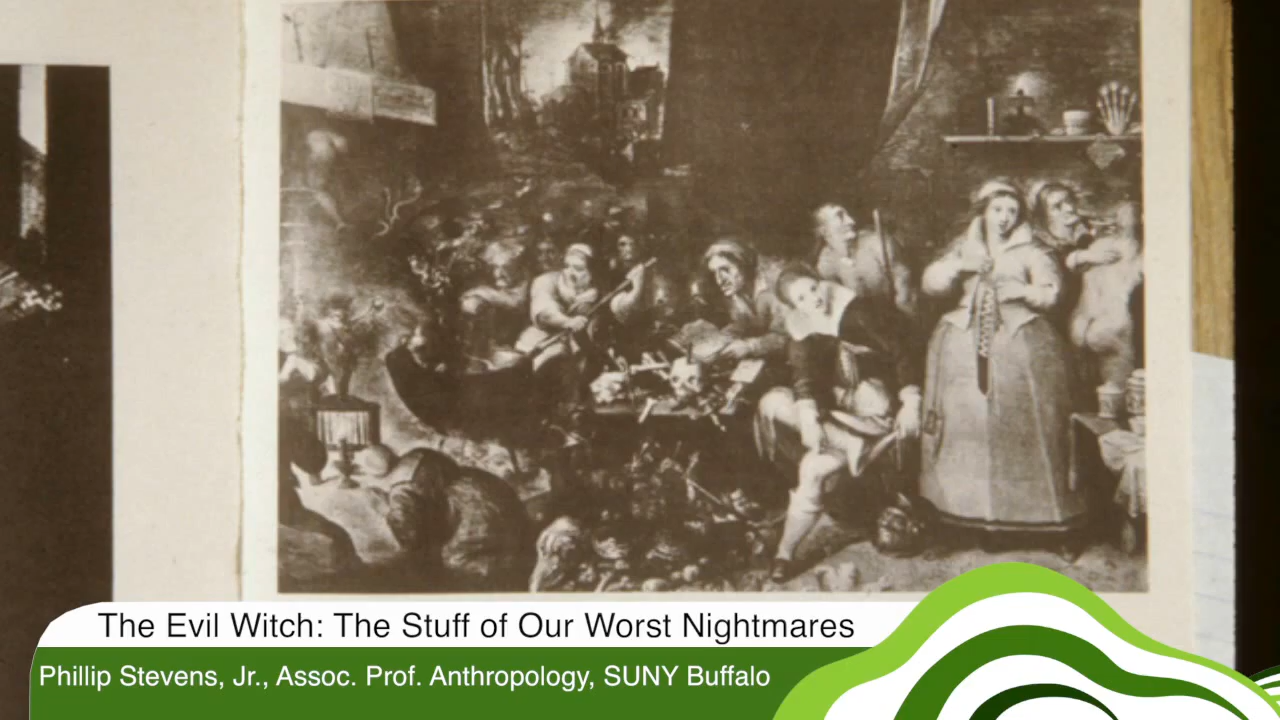 The Evil Witch: The Stuff of Our Worst Nightmares
Phillip Stevens, Jr., Assoc. Prof. Anthropology, SUNY Buffalo